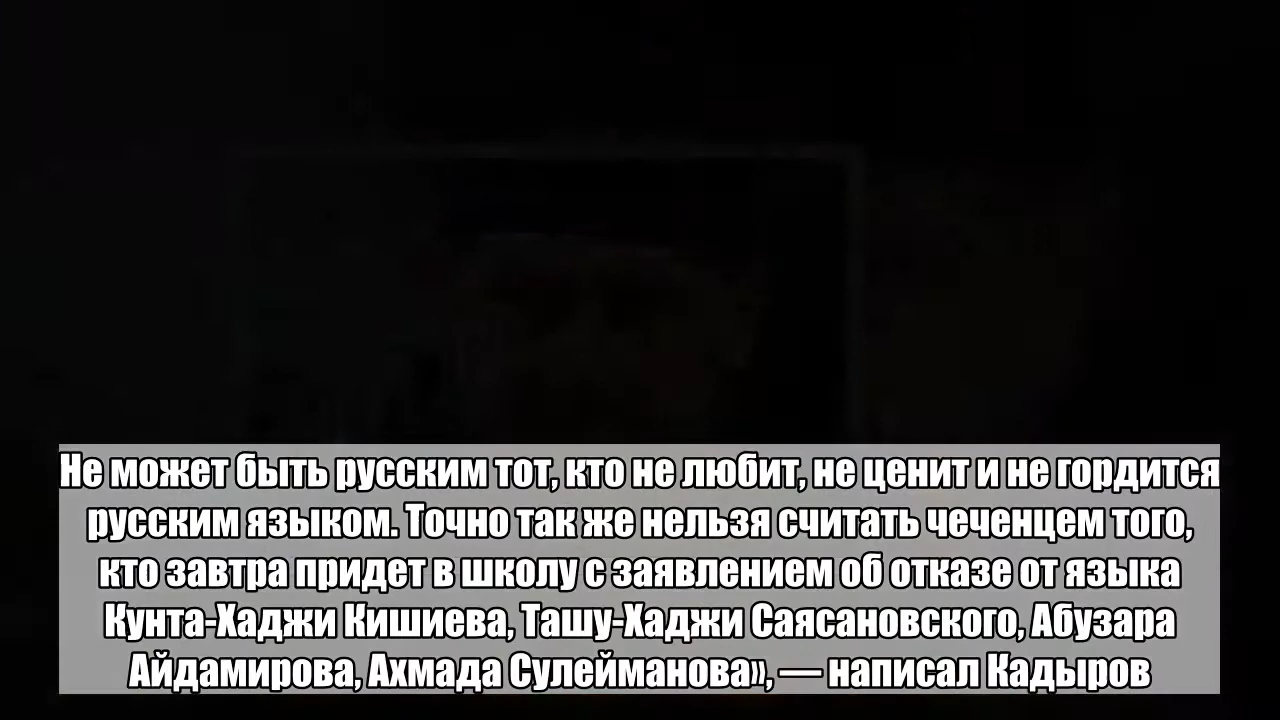 Не может быть русским тот, кто не любит, не ценит и не гордится
русским языком. Точно так же нельзя считать чеченцем того,
кто завтра придет в школу с заявлением об отказе от языка
Кунта-Хаджи Кишиева, Ташу-Хаджи Саясановского, Абузара
Айдамирова, Ахмада Сулейманова», — написал Кадыров